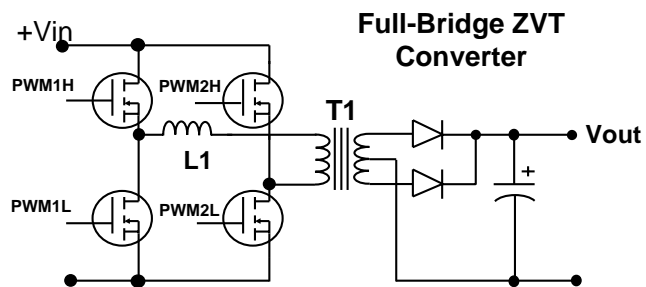 Full-Bridge ZVT
Converter
+Vin
PWM1H
PWM2H
T1
L1
Vout
+
PWM1L
PWM2L